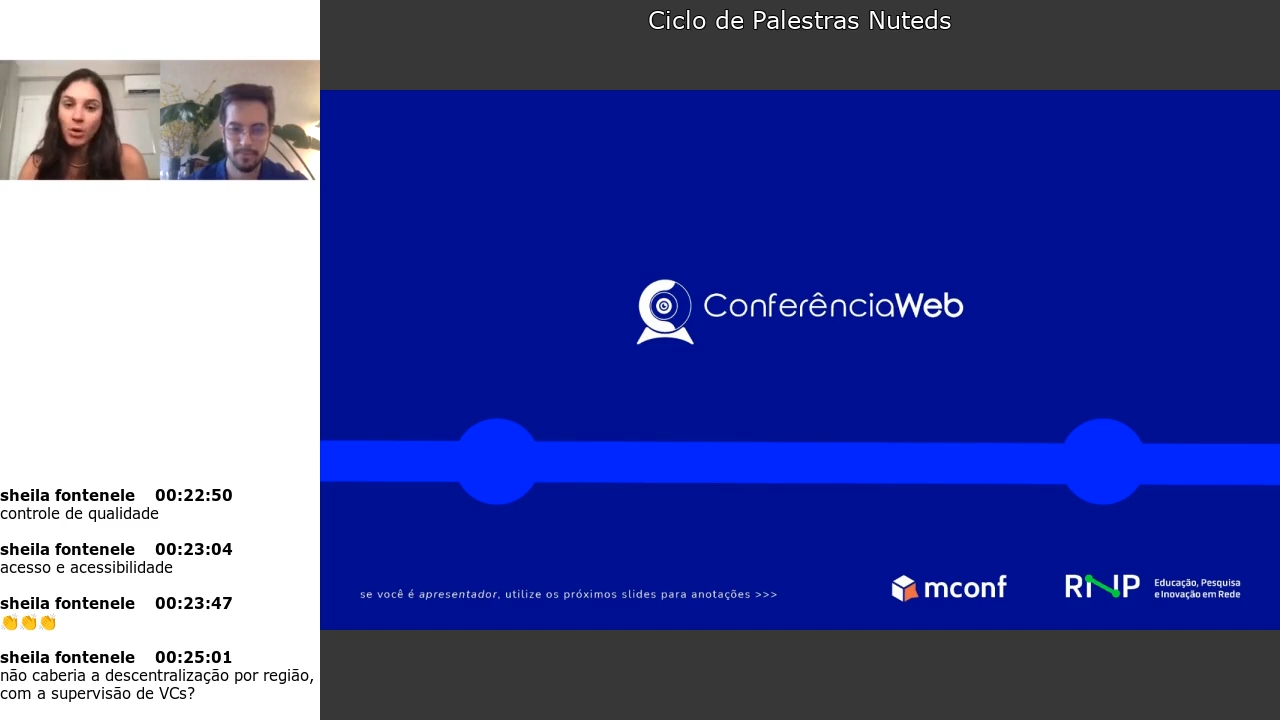 Ciclo de Palestras Nuteds
ConferênciaWeb
se você é apresentador, utilize os próximos slides para anotações >>>
mconf
RNP
Educação, Pesquisa
e Inovação em Rede
sheila fontenele 00:22:50
controle de qualidade
sheila fontenele 00:23:04
acesso e acessibilidade
sheila fontenele 00:23:47
👏👏👏
sheila fontenele 00:25:01
não caberia a descentralização por região,
com a supervisão de VCs?